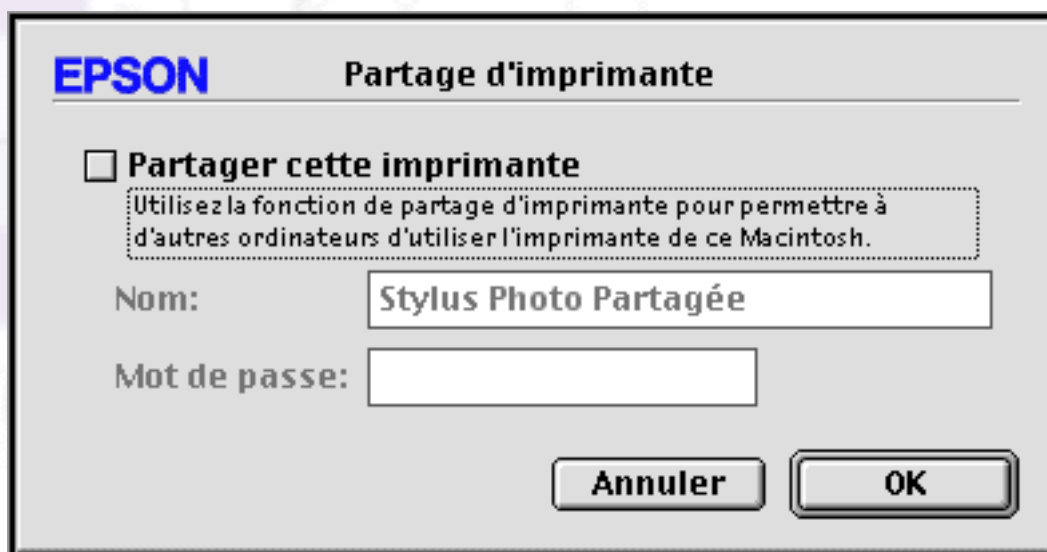 EPSON Partage d'imprimante
Partager cette imprimante
Utilisez la fonction de partage d'imprimante pour permettre à
d'autres ordinateurs d'utiliser l'imprimante de ce Macintosh.
Nom: Stylus Photo Partagée
Mot de passe:
Annuler OK